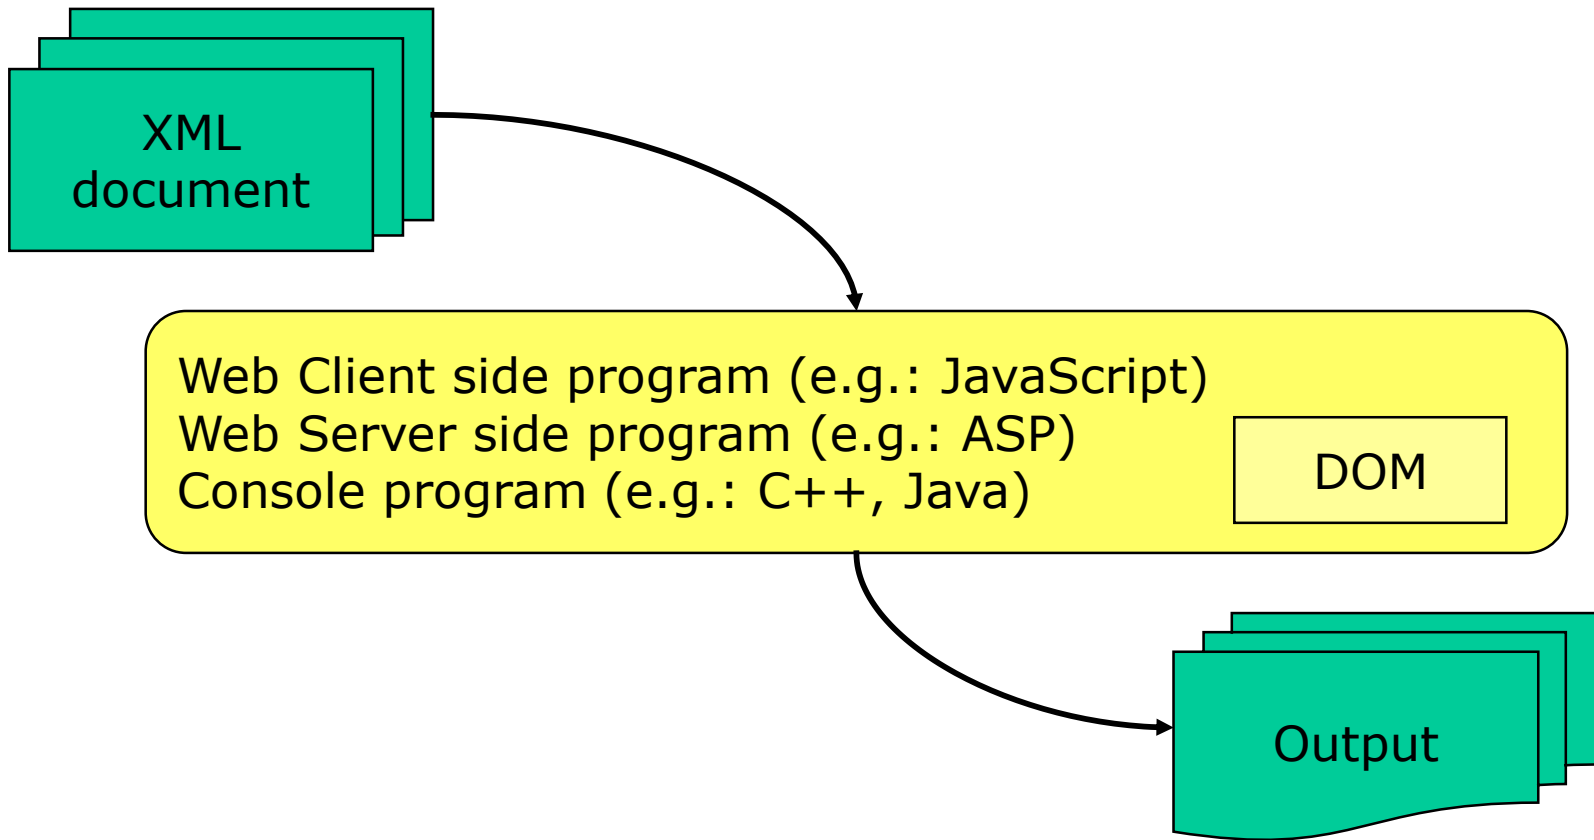 XML
document
Web Client side program (e.g.: JavaScript)
Web Server side program (e.g.: ASP)
Console program (e.g.: C++, Java)
DOM
Output